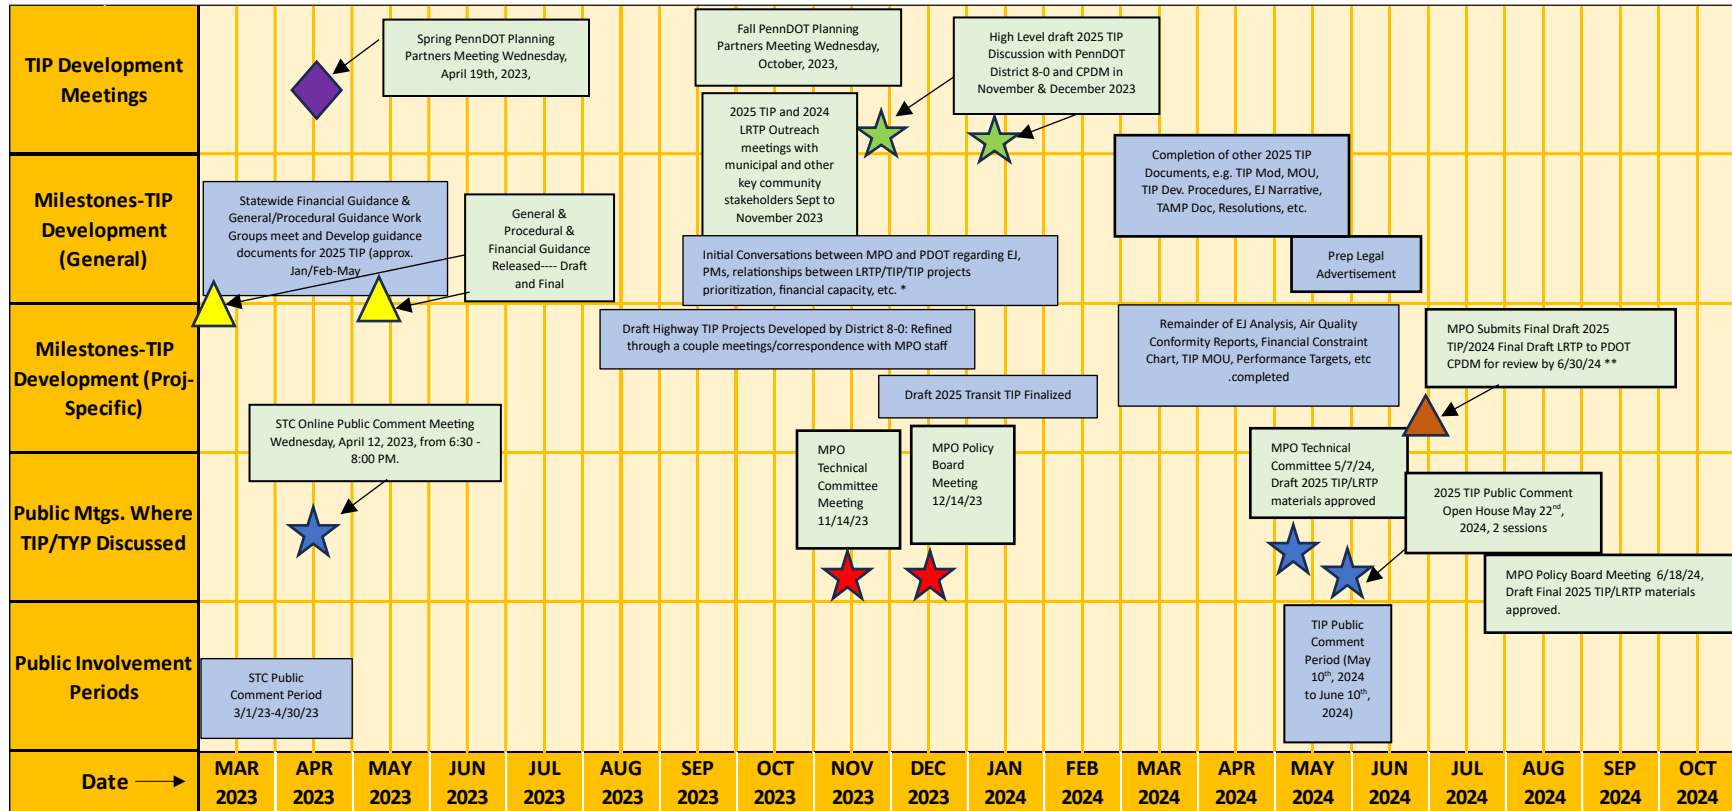 TIP Development
Meetings
Spring PennDOT Planning
Partners Meeting Wednesday,
April 19th, 2023,
Fall PennDOT Planning
Partners Meeting Wednesday,
October, 2023,
High Level draft 2025 TIP
Discussion with PennDOT
District 8-0 and CPDM in
November & December 2023
2025 TIP and 2024
LRTP Outreach
meetings with
municipal and other
key community
stakeholders Sept to
November 2023
Milestones-TIP
Development
(General)
Statewide Financial Guidance &
General/Procedural Guidance Work
Groups meet and Develop guidance
documents for 2025 TIP (approx.
Jan/Feb-May
General &
Procedural &
Financial Guidance
Released---- Draft
and Final
Initial Conversations between MPO and PDOT regarding EJ,
PMs, relationships between LRTP/TIP/TIP projects
prioritization, financial capacity, etc. *
Completion of other 2025 TIP
Documents, e.g. TIP Mod, MOU,
TIP Dev. Procedures, EJ Narrative,
TAMP Doc, Resolutions, etc.
Prep Legal
Advertisement
Milestones-TIP
Development (Proj-
Specific)
Draft Highway TIP Projects Developed by District 8-0: Refined
through a couple meetings/correspondence with MPO staff
Draft 2025 Transit TIP Finalized
Remainder of EJ Analysis, Air Quality
Conformity Reports, Financial Constraint
Chart, TIP MOU, Performance Targets, etc
.completed
MPO Submits Final Draft 2025
TIP/2024 Final Draft LRTP to PDOT
CPDM for review by 6/30/24 **
Public Mtgs. Where
TIP/TYP Discussed
STC Online Public Comment Meeting
Wednesday, April 12, 2023, from 6:30 -
8:00 PM.
MPO
Technical
Committee
Meeting
11/14/23
MPO Policy
Board
Meeting
12/14/23
MPO Technical
Committee 5/7/24,
Draft 2025 TIP/LRTP
materials approved
2025 TIP Public Comment
Open House May 22nd,
2024, 2 sessions
MPO Policy Board Meeting 6/18/24,
Draft Final 2025 TIP/LRTP materials
approved.
Public Involvement
Periods
STC Public
Comment Period
3/1/23-4/30/23
TIP Public
Comment
Period (May
10th, 2024
to June 10th,
2024)
Date
MAR 2023
APR 2023
MAY 2023
JUN 2023
JUL 2023
AUG 2023
SEP 2023
OCT 2023
NOV 2023
DEC 2023
JAN 2024
FEB 2024
MAR 2024
APR 2024
MAY 2024
JUN 2024
JUL 2024
AUG 2024
SEP 2024
OCT 2024